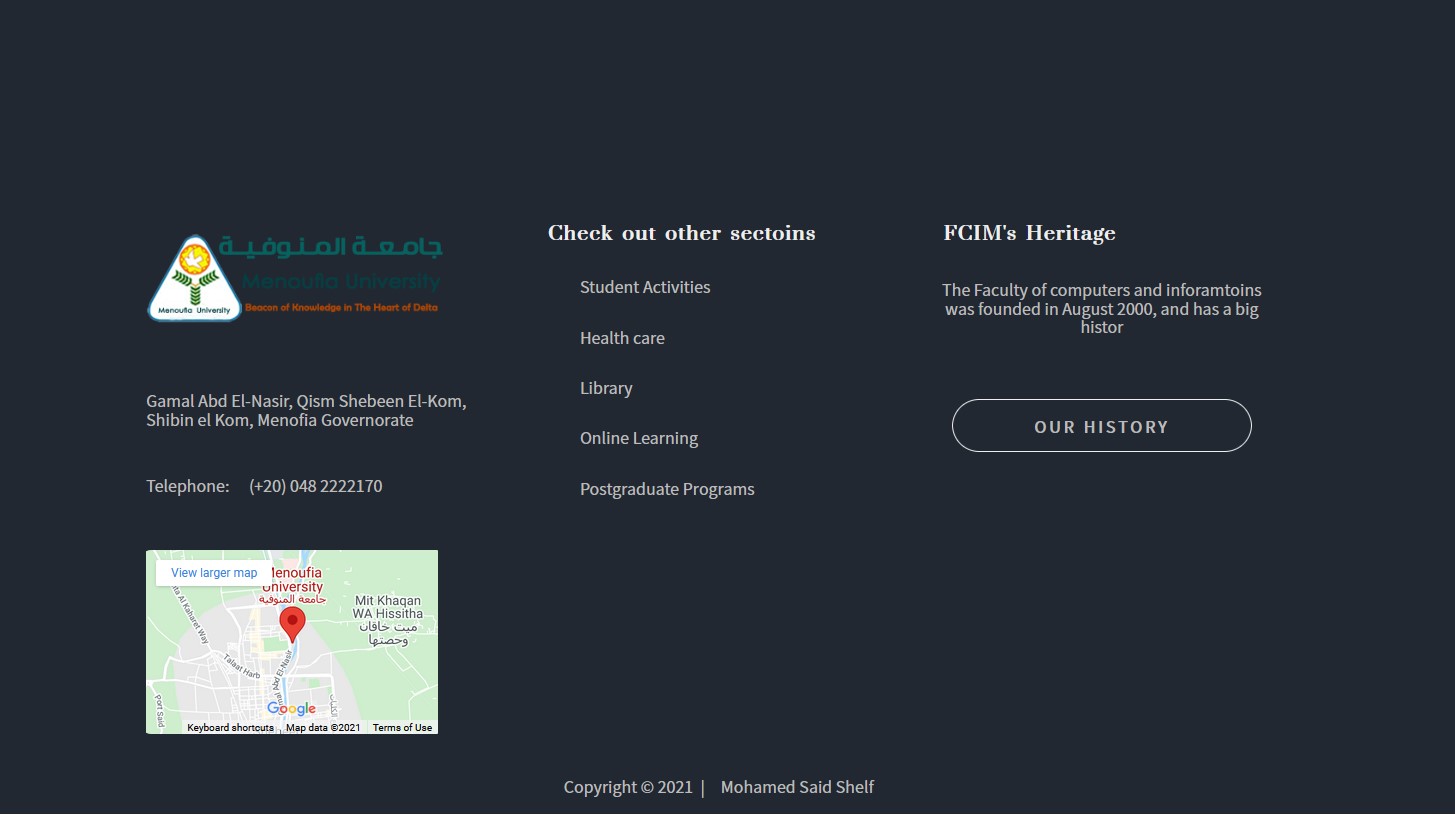 جامعة المنوفية
Menoufia University
Beacon of Knowledge in The Heart of Delta
Menoufia University
Gamal Abd El-Nasir, Qism Shebeen El-Kom,
Shibin el Kom, Menofia Governorate
Telephone: (+20) 048 2222170
View larger map
Menoufia
University
جامعة المنوفية
Mit Khaqan
WA Hissitha
ميت خاقان
وحصتها
ta Al Kaharet Way
Talaat Harb
mal Abd El-Nasir
Port Said
الكليات
Google
Keyboard shortcuts
Map data ©2021
Terms of Use
Check out other sectoins
Student Activities
Health care
Library
Online Learning
Postgraduate Programs
FCIM's Heritage
The Faculty of computers and inforamtoins
was founded in August 2000, and has a big
histor
OUR HISTORY
Copyright © 2021 | Mohamed Said Shelf